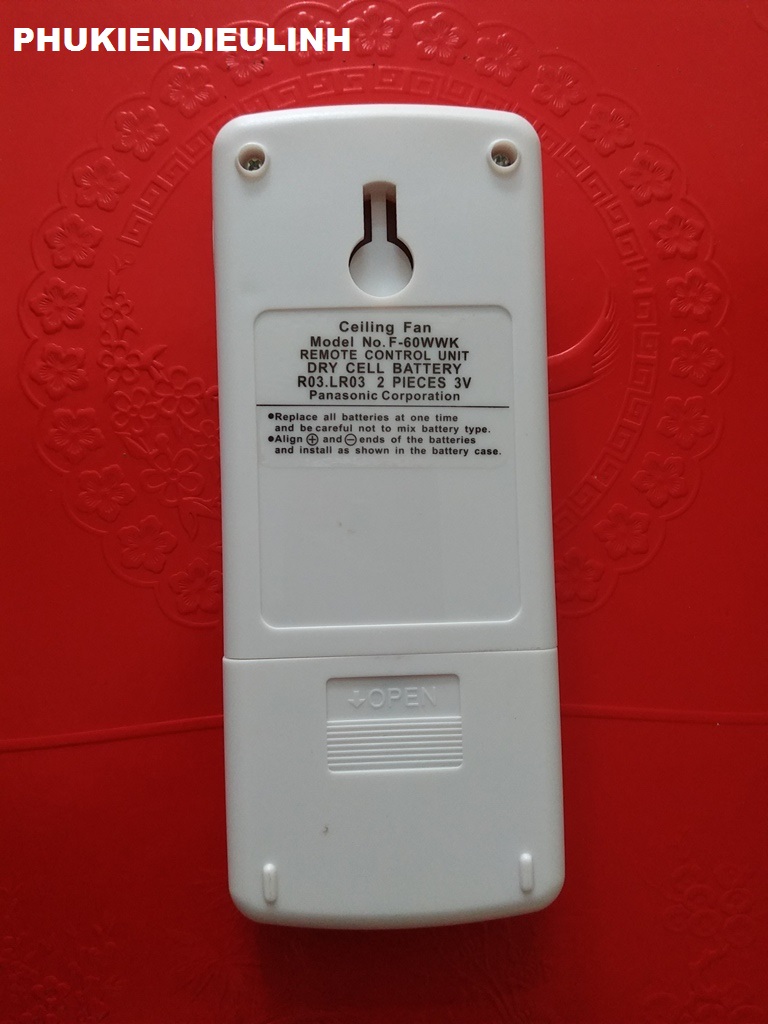 PHUKIENDIEULINH
Ceiling Fan
Model No. F-60WWK
REMOTE CONTROL UNIT
DRY CELL BATTERY
R03.LR03 2 PIECES 3V
Panasonic Corporation
●Replace all batteries at one time
and be careful not to mix battery type.
●Align ⊕ and ⊖ ends of the batteries
and install as shown in the battery case.
↓OPEN